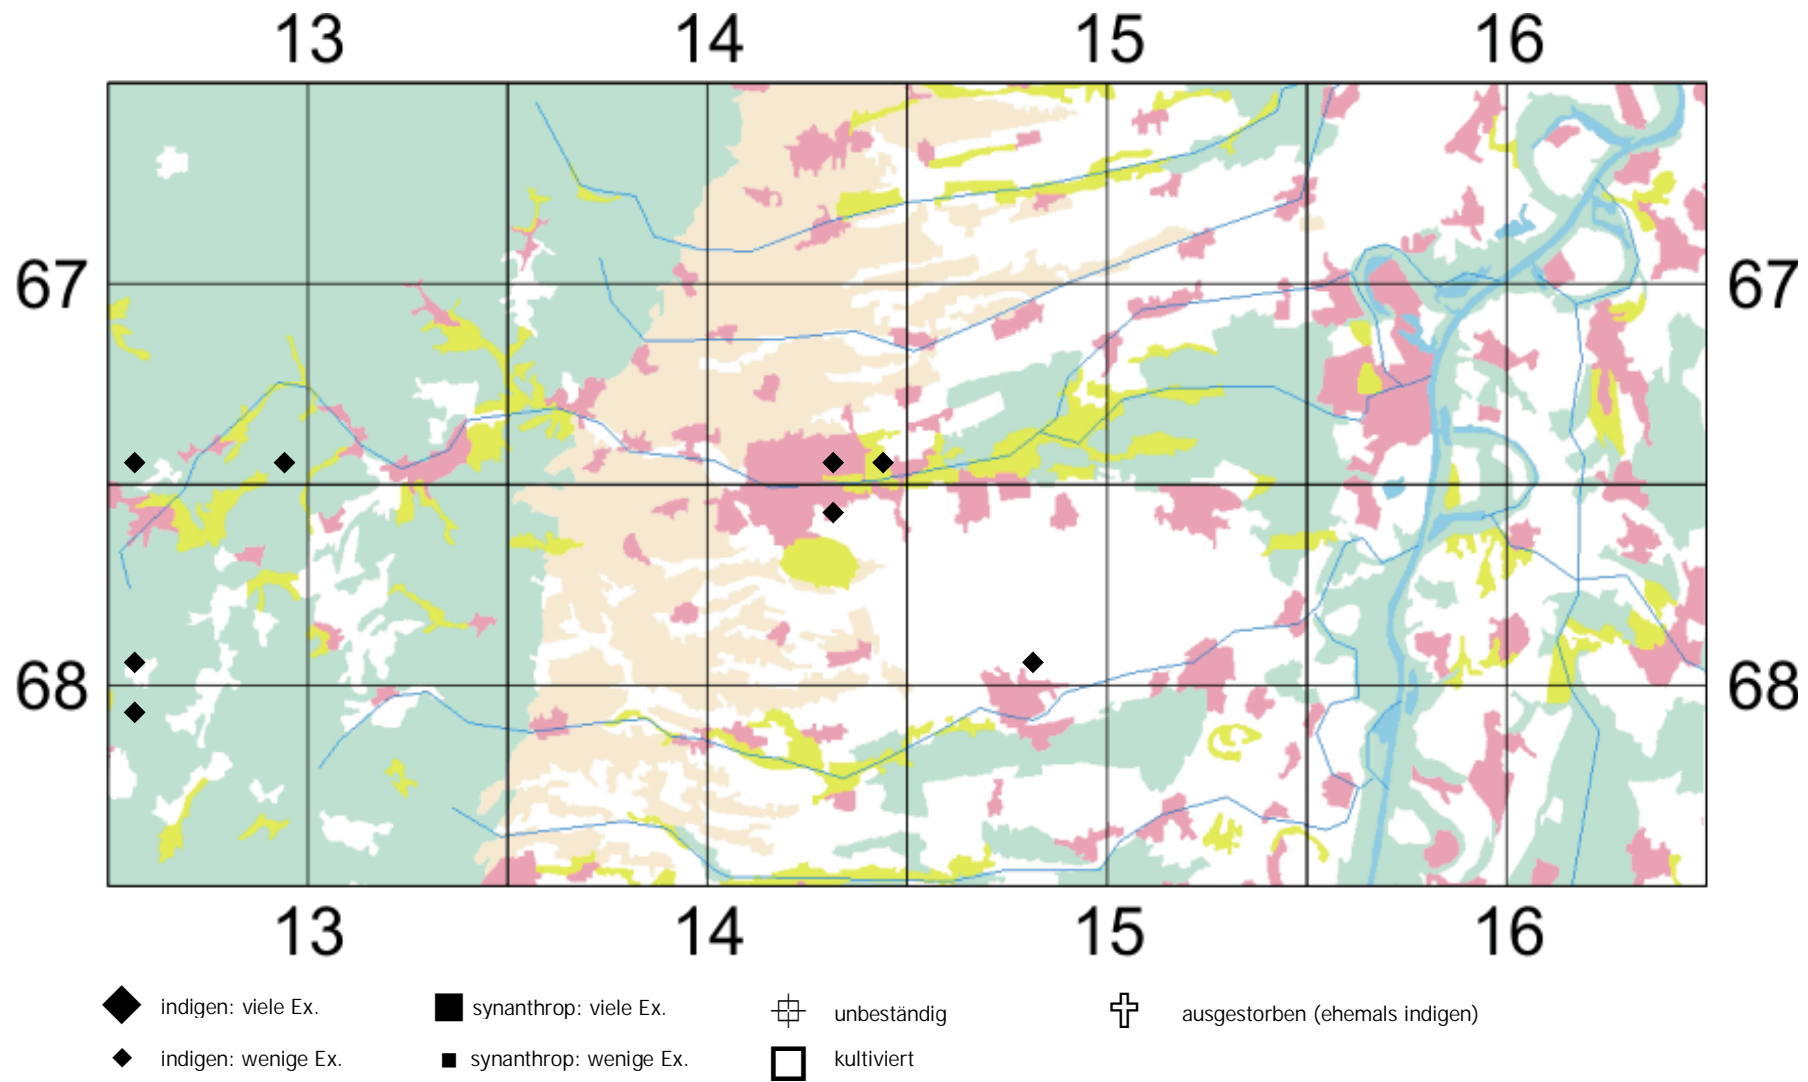 13 14 15 16
67 67
68 68
13 14 15 16
indigen: viele Ex. synanthrop: viele Ex. unbeständig ausgestorben (ehemals indigen)
indigen: wenige Ex. synanthrop: wenige Ex. kultiviert